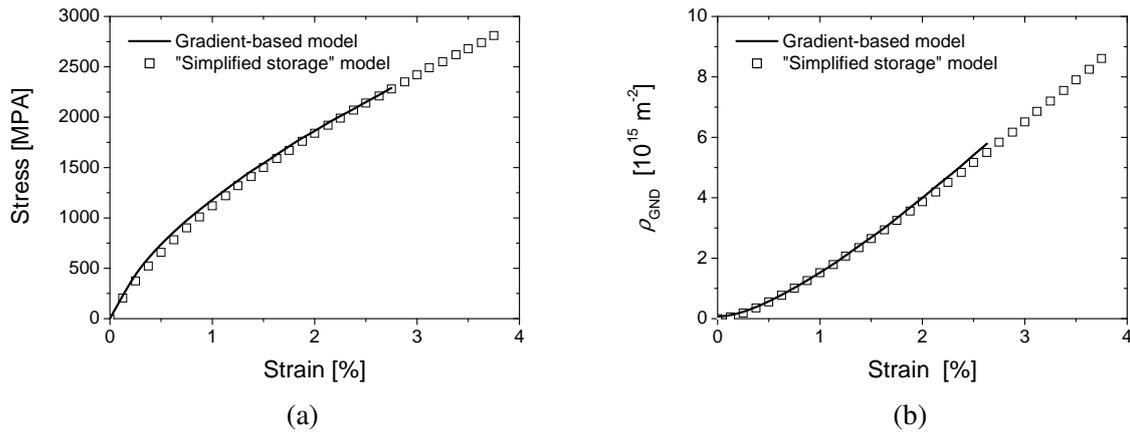 3000
2500
2000
1500
1000
500
0
Stress [MPA]
Gradient-based model
"Simplified storage" model
0 1 2 3 4
Strain [%]
(a)
10
8
6
4
2
0
ρGND [10^15 m^-2]
Gradient-based model
"Simplified storage" model
0 1 2 3 4
Strain [%]
(b)